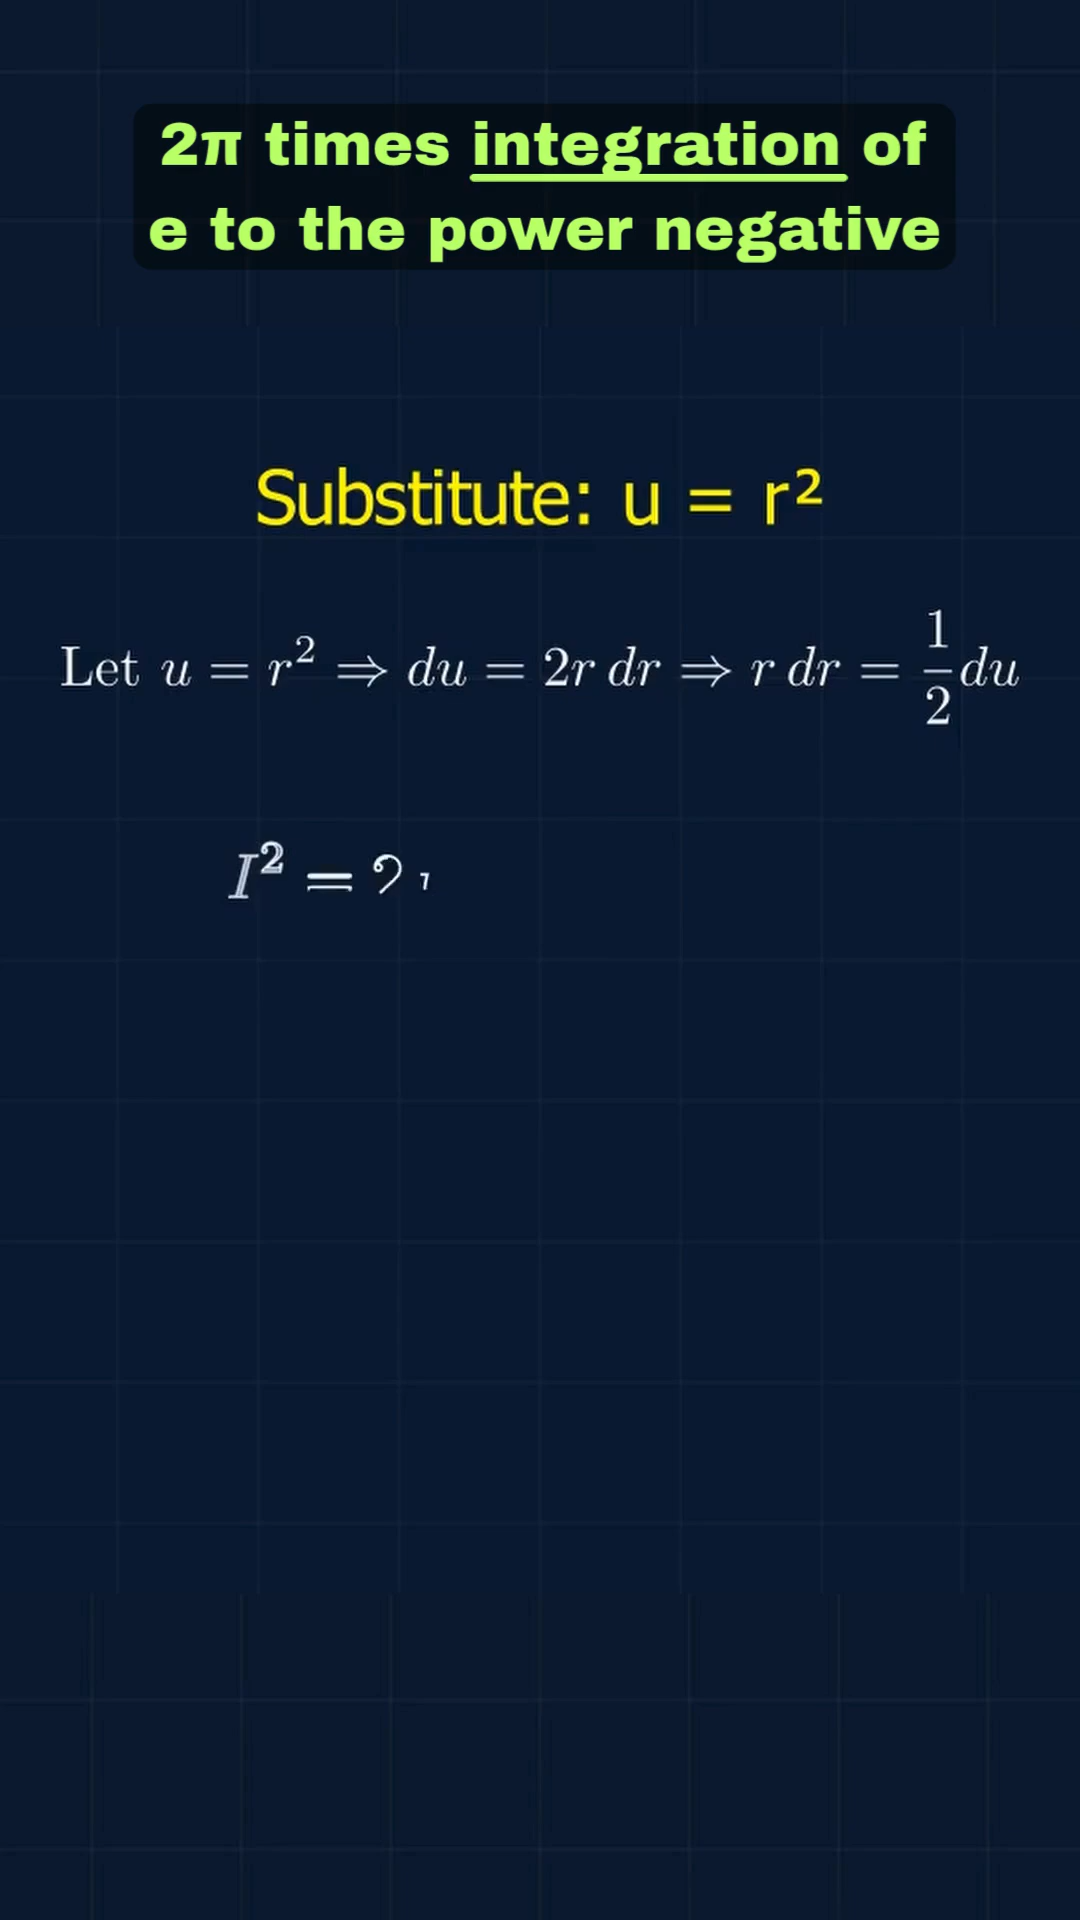 2π times integration of
e to the power negative
Substitute: u = r²
Let u = r² ⇒ du = 2r dr ⇒ r dr = 1/2 du
I² = 2